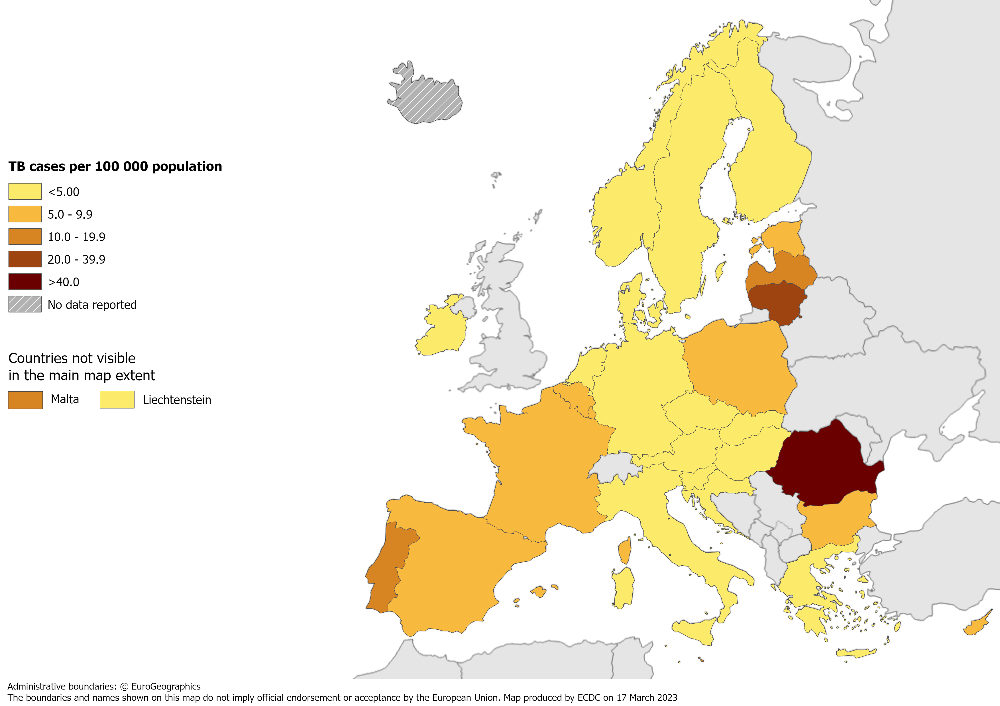 TB cases per 100 000 population
<5.00
5.0 - 9.9
10.0 - 19.9
20.0 - 39.9
>40.0
No data reported
Countries not visible
in the main map extent
Malta
Liechtenstein
Administrative boundaries: © EuroGeographics
The boundaries and names shown on this map do not imply official endorsement or acceptance by the European Union. Map produced by ECDC on 17 March 2023